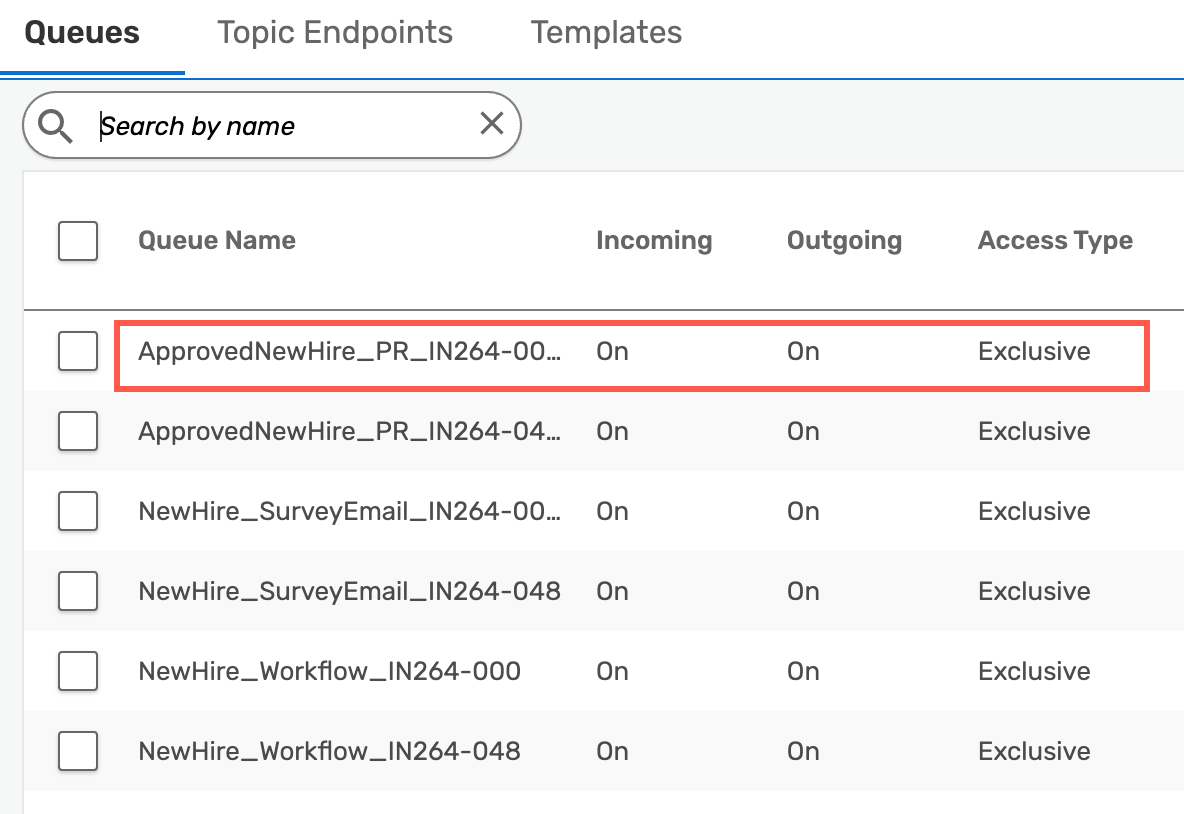 Queues Topic Endpoints Templates
Search by name
Queue Name Incoming Outgoing Access Type
ApprovedNewHire_PR_IN264-00... On On Exclusive
ApprovedNewHire_PR_IN264-04... On On Exclusive
NewHire_SurveyEmail_IN264-00... On On Exclusive
NewHire_SurveyEmail_IN264-048 On On Exclusive
NewHire_Workflow_IN264-000 On On Exclusive
NewHire_Workflow_IN264-048 On On Exclusive